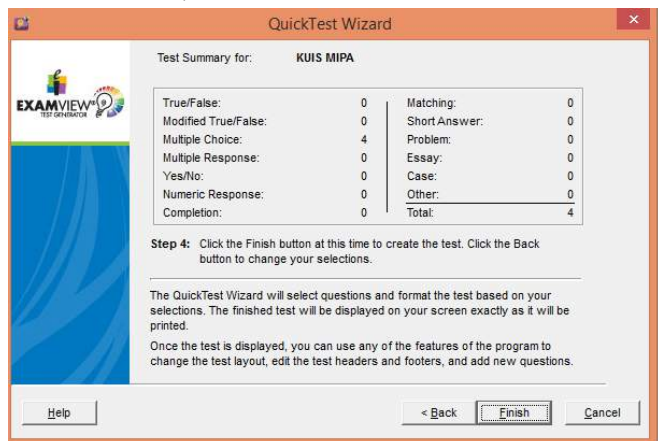 QuickTest Wizard
EXAMVIEW®
TEST GENERATOR
Test Summary for: KUIS MIPA
True/False: 0 Matching: 0
Modified True/False: 0 Short Answer: 0
Multiple Choice: 4 Problem: 0
Multiple Response: 0 Essay: 0
Yes/No: 0 Case: 0
Numeric Response: 0 Other: 0
Completion: 0 Total: 4
Step 4: Click the Finish button at this time to create the test. Click the Back
button to change your selections.
The QuickTest Wizard will select questions and format the test based on your
selections. The finished test will be displayed on your screen exactly as it will be
printed.
Once the test is displayed, you can use any of the features of the program to
change the test layout, edit the test headers and footers, and add new questions.
Help < Back Finish Cancel